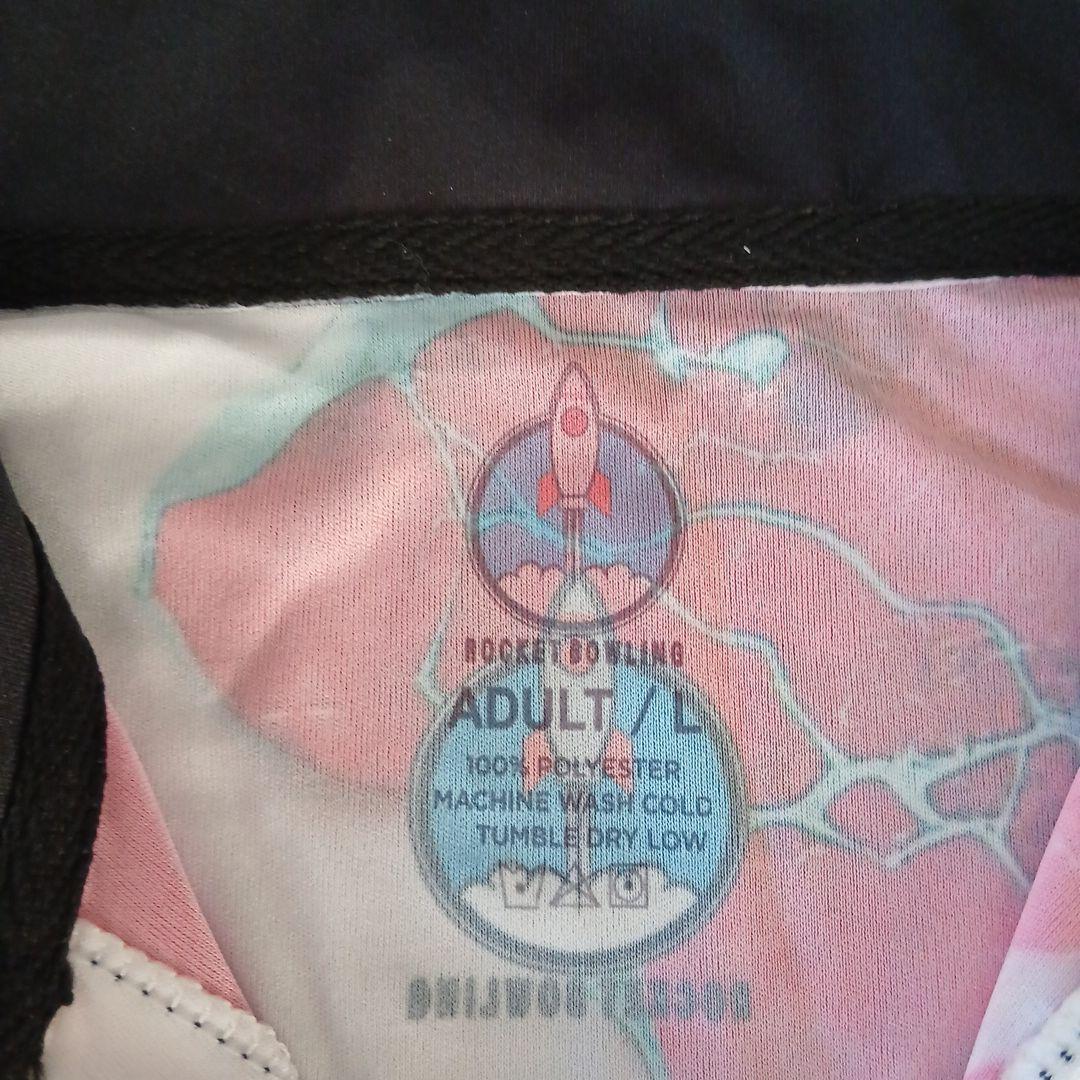 ROCKET BOWLING
ADULT / L
100% POLYESTER
MACHINE WASH COLD
TUMBLE DRY LOW
ROCKET BOWLING